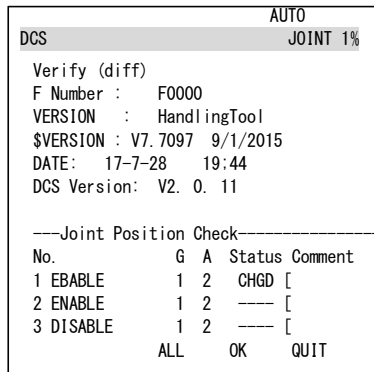 AUTO
DCS JOINT 1%
Verify (diff)
F Number : F0000
VERSION : HandlingTool
$VERSION : V7.7097 9/1/2015
DATE: 17-7-28 19:44
DCS Version: V2. 0. 11
---Joint Position Check----------------
No. G A Status Comment
1 EBABLE 1 2 CHGD [
2 ENABLE 1 2 ---- [
3 DISABLE 1 2 ---- [
ALL OK QUIT